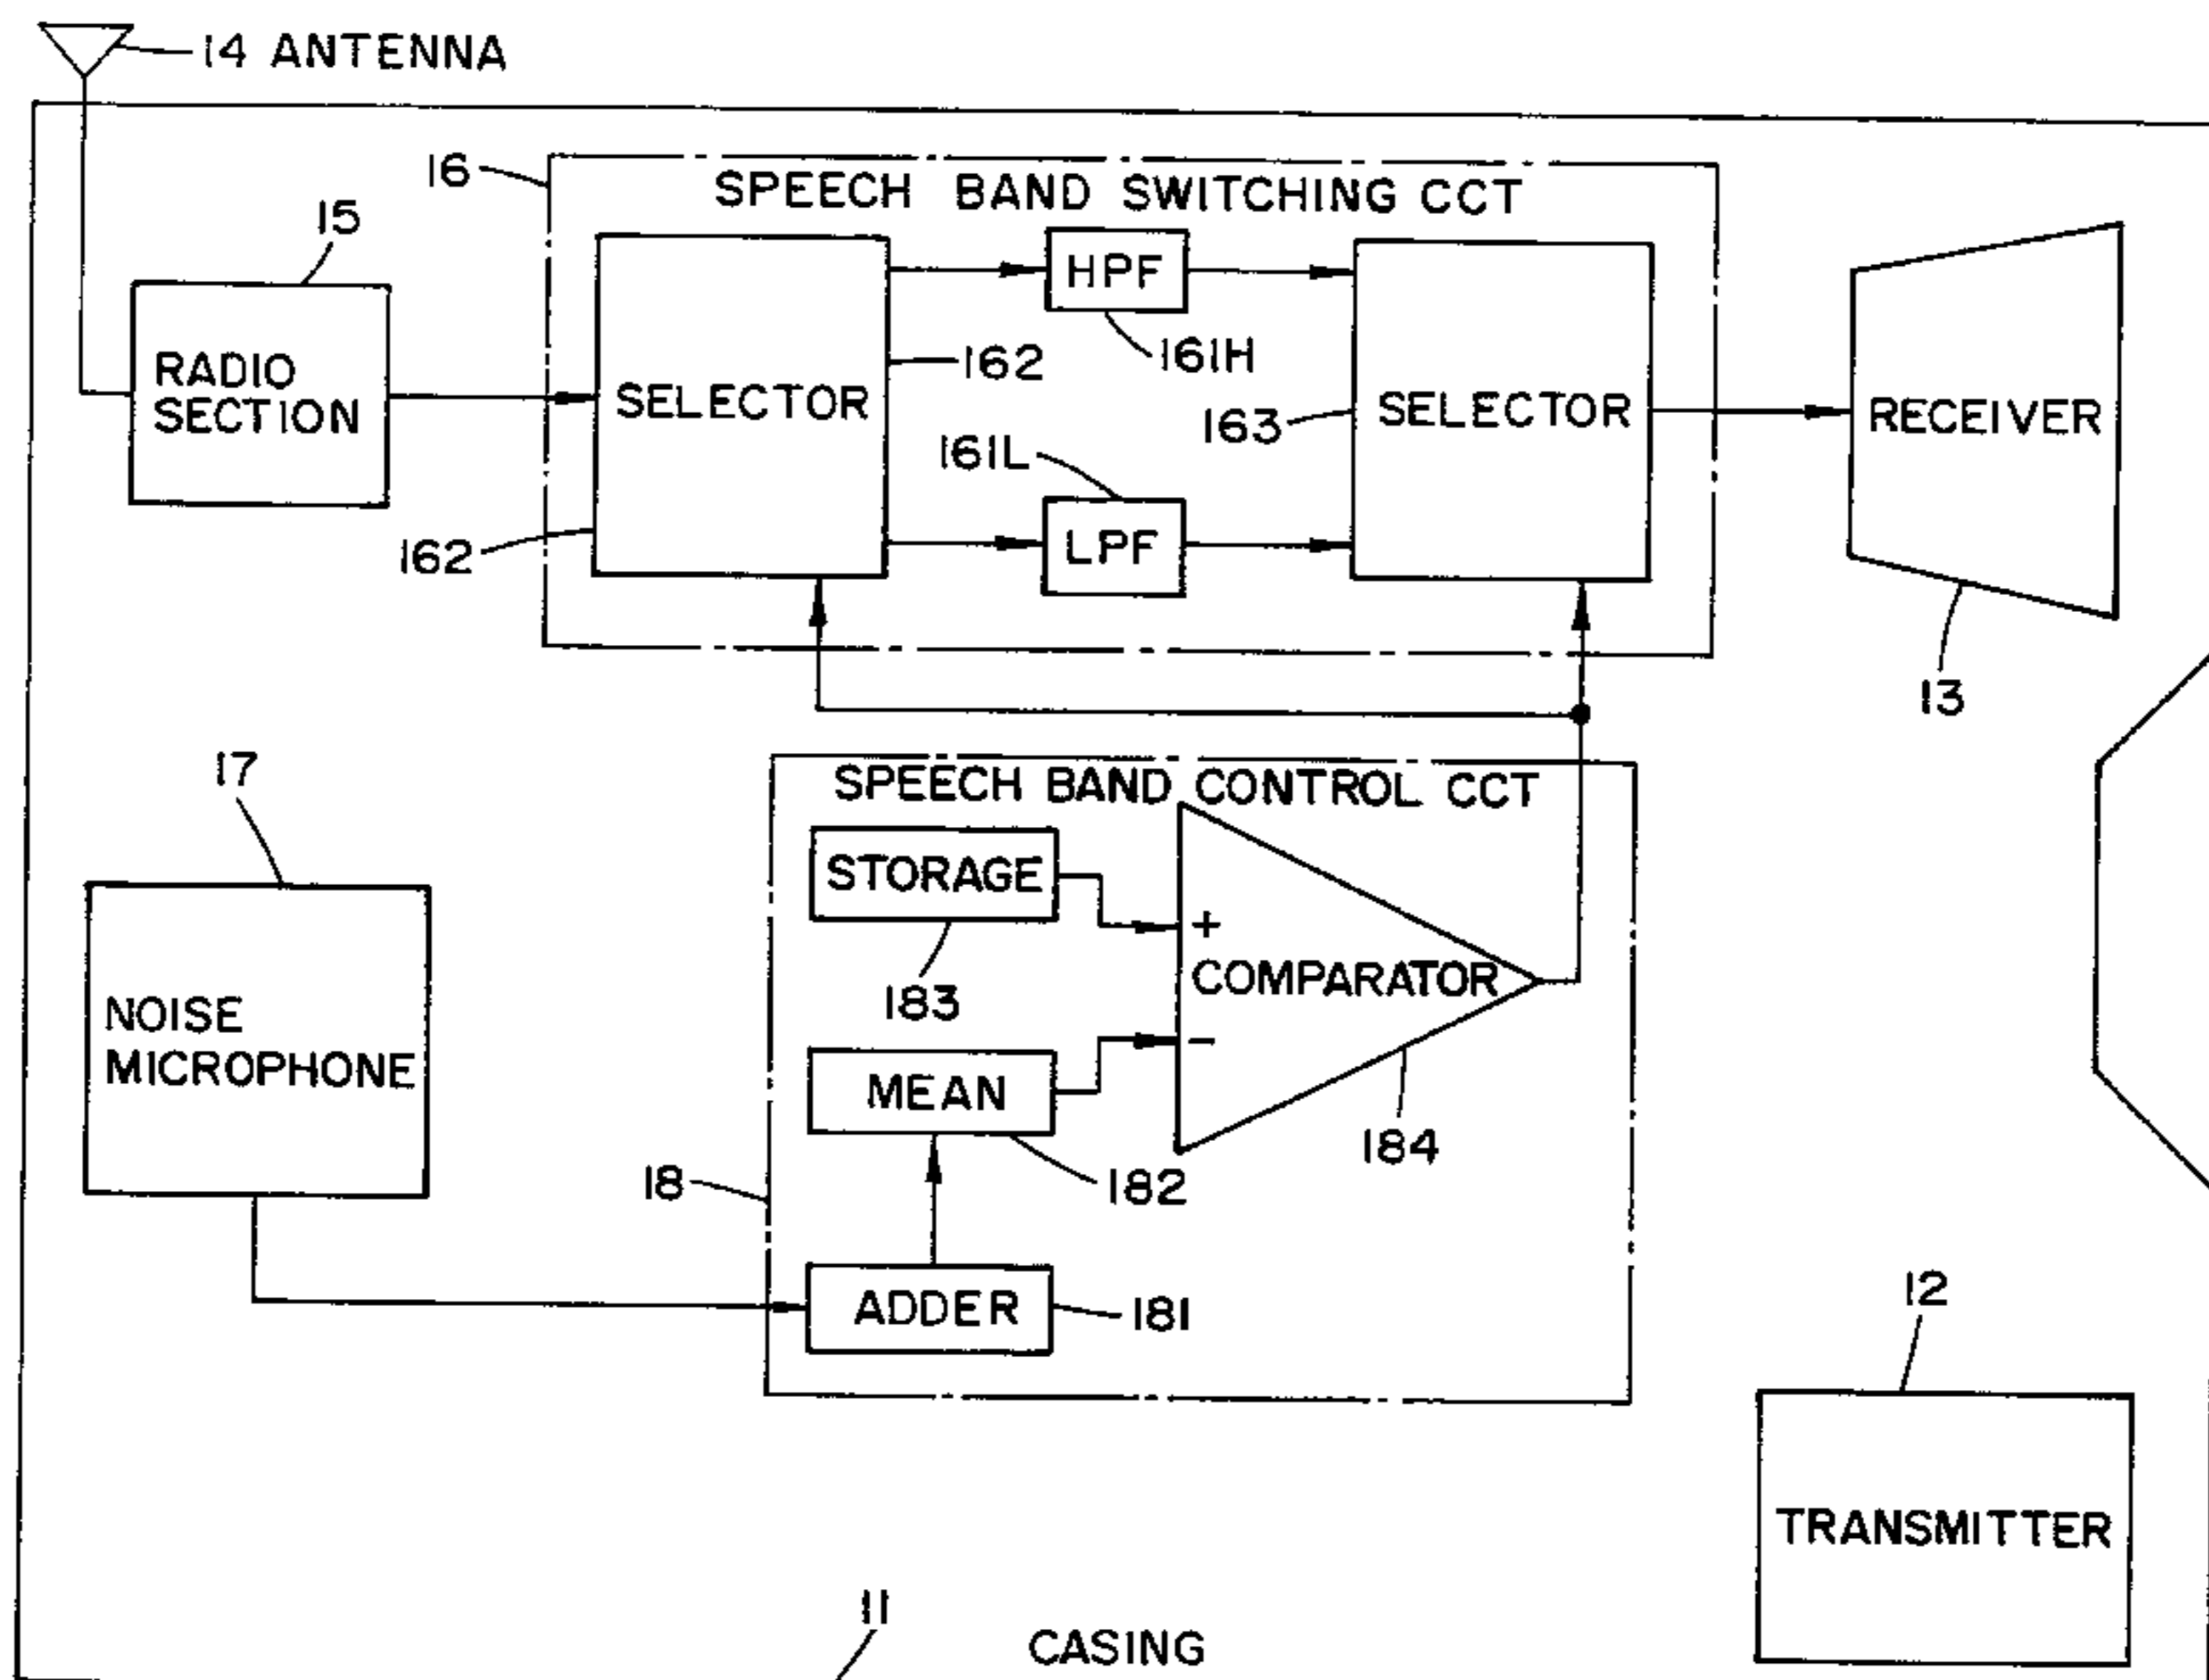 14 ANTENNA
16
SPEECH BAND SWITCHING CCT
15
HPF
161H
RADIO
SECTION
SELECTOR
162
163
SELECTOR
RECEIVER
161L
162
LPF
13
17
SPEECH BAND CONTROL CCT
STORAGE
+
COMPARATOR
183
NOISE
MICROPHONE
-
MEAN
184
18
182
ADDER
181
12
TRANSMITTER
11
CASING